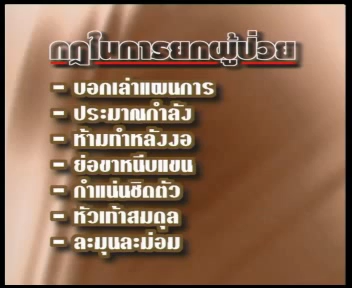 กฎในการยกผู้ป่วย
- บอกเล่าแผนการ
- ประมาณกำลัง
- ห้ามทำหลังงอ
- ย่อขาหนีบแขน
- กำแน่นชิดตัว
- หัวเท้าสมดุล
- ละมุนละม่อม